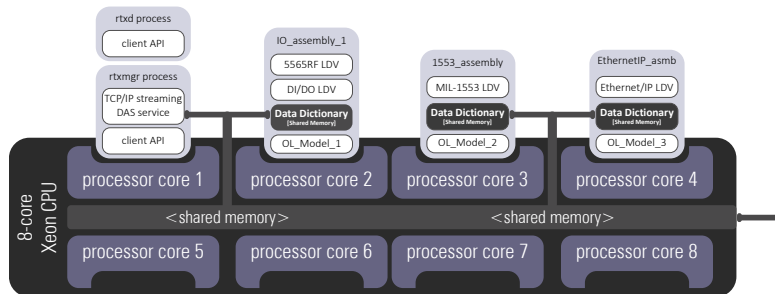 rtxd process
client API
rtxmgr process
TCP/IP streaming
DAS service
client API
IO_assembly_1
5565RF LDV
DI/DO LDV
Data Dictionary
[Shared Memory]
OL_Model_1
1553_assembly
MIL-1553 LDV
Data Dictionary
[Shared Memory]
OL_Model_2
EthernetIP_asmb
Ethernet/IP LDV
Data Dictionary
[Shared Memory]
OL_Model_3
8-core
Xeon CPU
processor core 1
processor core 2
processor core 3
processor core 4
<shared memory>
<shared memory>
processor core 5
processor core 6
processor core 7
processor core 8